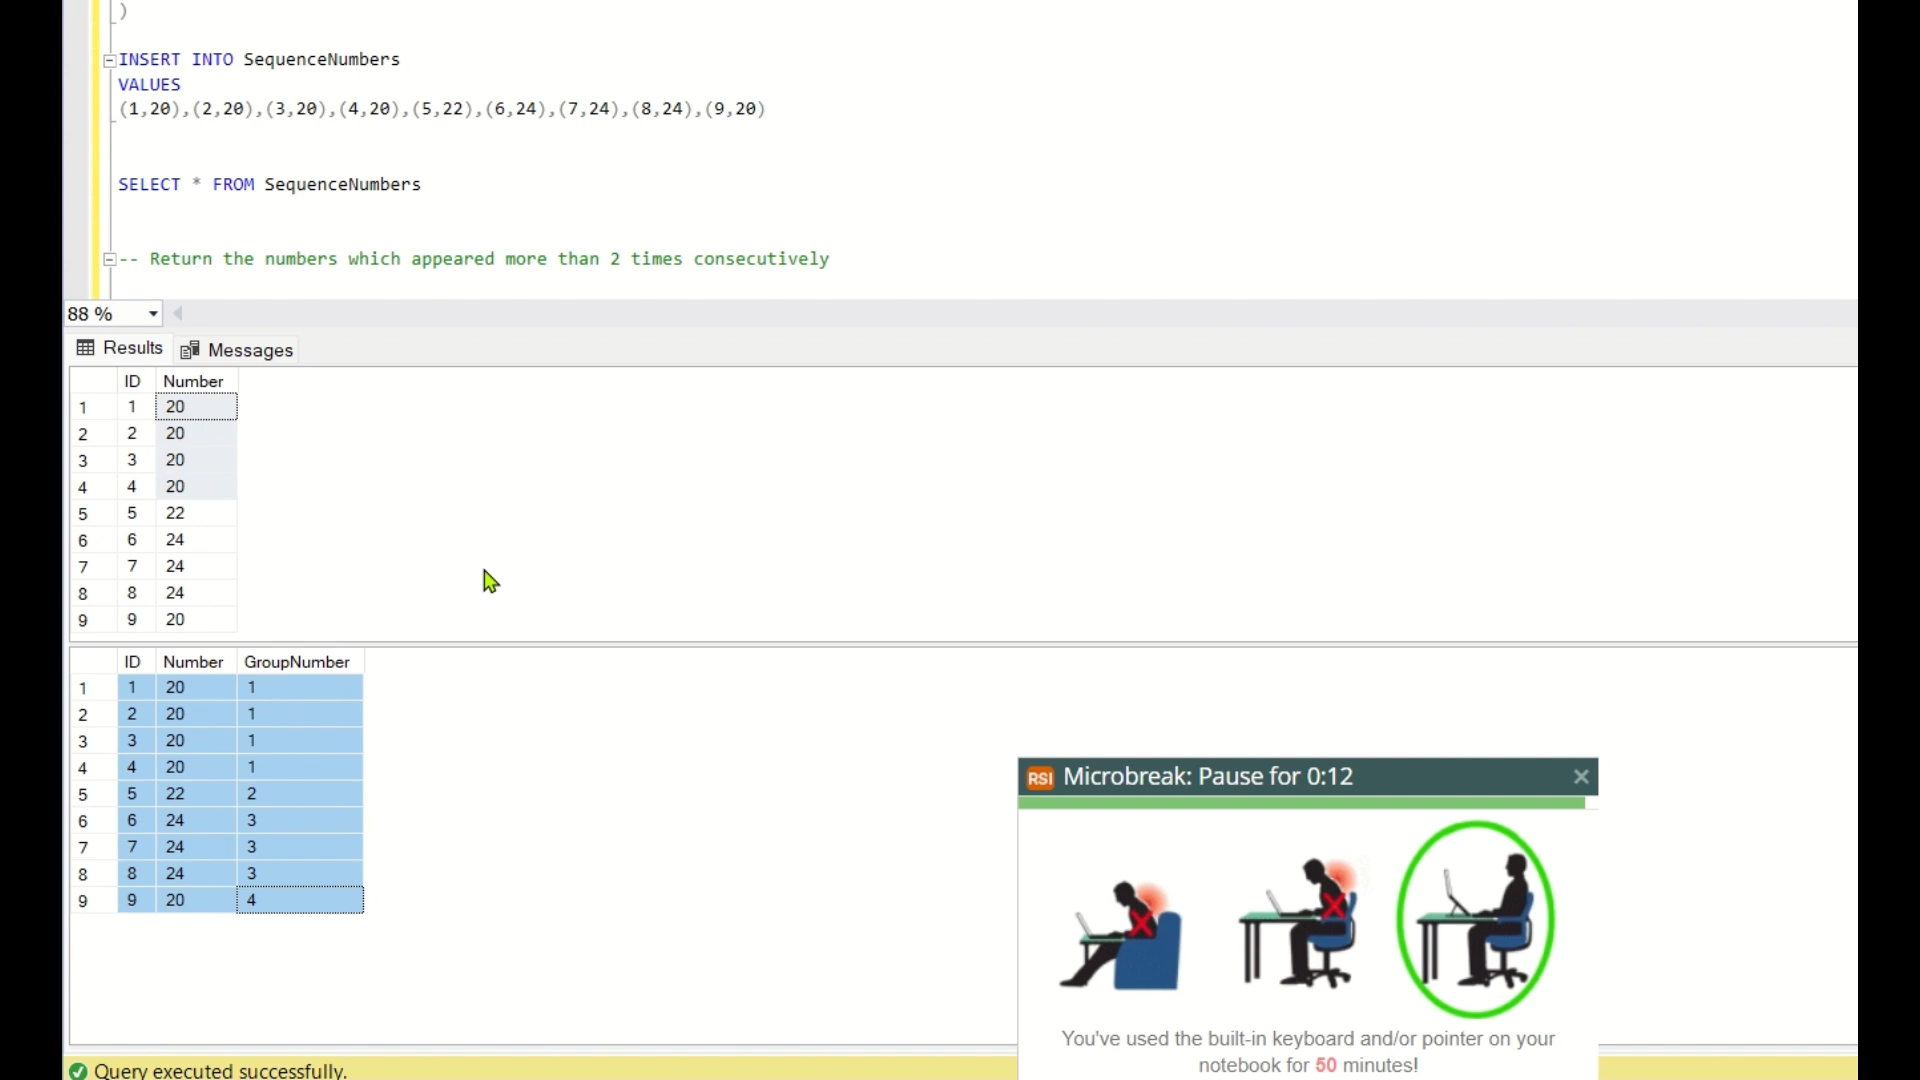 )
INSERT INTO SequenceNumbers
VALUES
(1,20),(2,20),(3,20),(4,20),(5,22),(6,24),(7,24),(8,24),(9,20)
SELECT * FROM SequenceNumbers
-- Return the numbers which appeared more than 2 times consecutively
88 %
Results Messages
ID Number
1 1 20
2 2 20
3 3 20
4 4 20
5 5 22
6 6 24
7 7 24
8 8 24
9 9 20
ID Number GroupNumber
1 1 20 1
2 2 20 1
3 3 20 1
4 4 20 1
5 5 22 2
6 6 24 3
7 7 24 3
8 8 24 3
9 9 20 4
RSI Microbreak: Pause for 0:12
You've used the built-in keyboard and/or pointer on your
notebook for 50 minutes!
Query executed successfully.